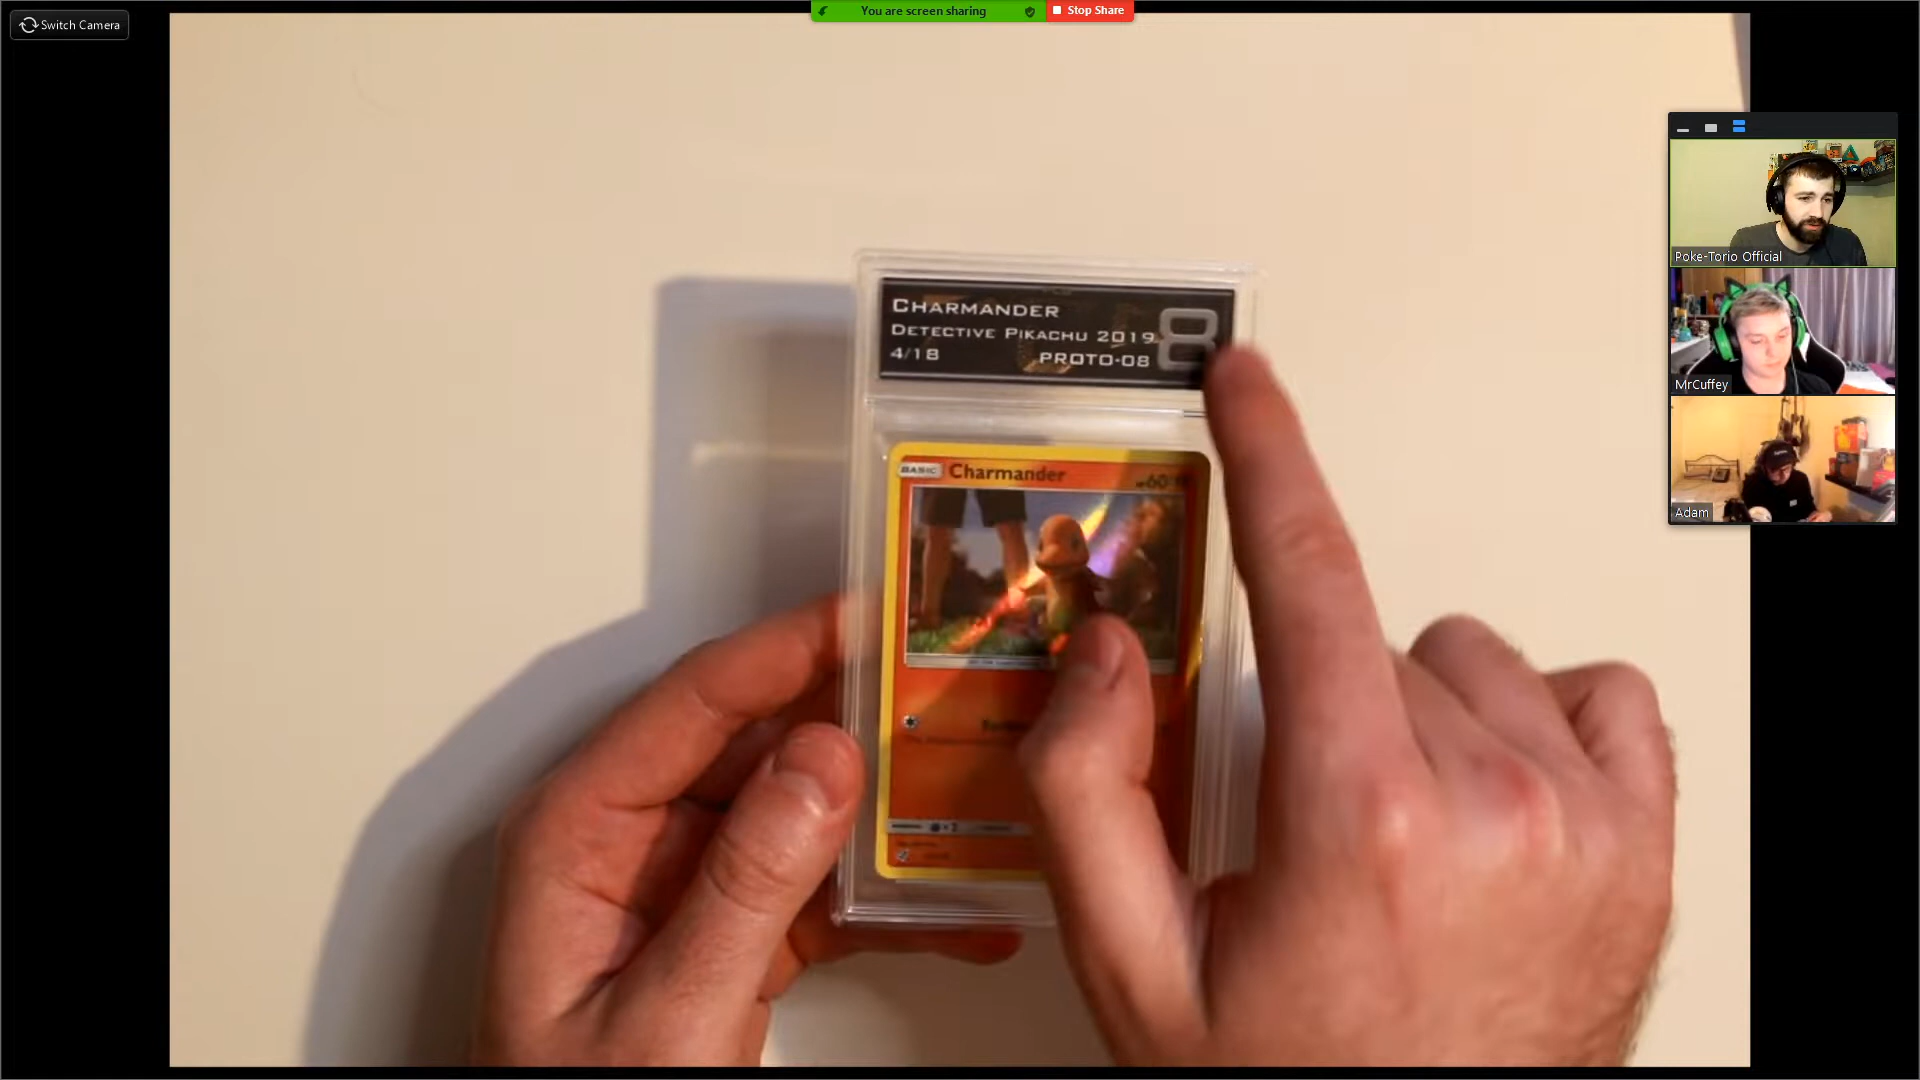 Switch Camera
You are screen sharing
Stop Share
Poke-Torio Official
MrCuffey
Adam
CHARMANDER
DETECTIVE PIKACHU 2019
4/18 PROTO-08
8
BASIC Charmander 60